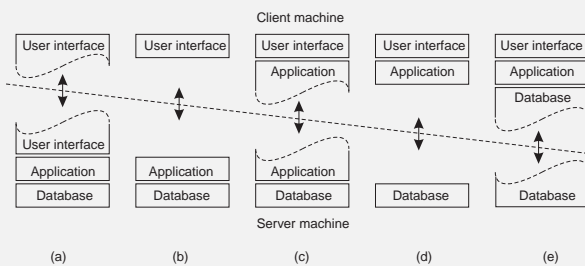 Client machine
User interface User interface User interface User interface User interface
Application Application Application
Database
User interface
Application Application Application
Database Database Database Database Database
Server machine
(a) (b) (c) (d) (e)